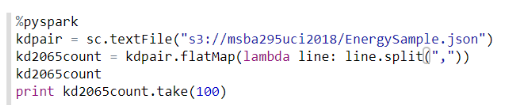 %pyspark
kdpair = sc.textFile("s3://msba295uci2018/EnergySample.json")
kd2065count = kdpair.flatMap(lambda line: line.split(","))
kd2065count
print kd2065count.take(100)